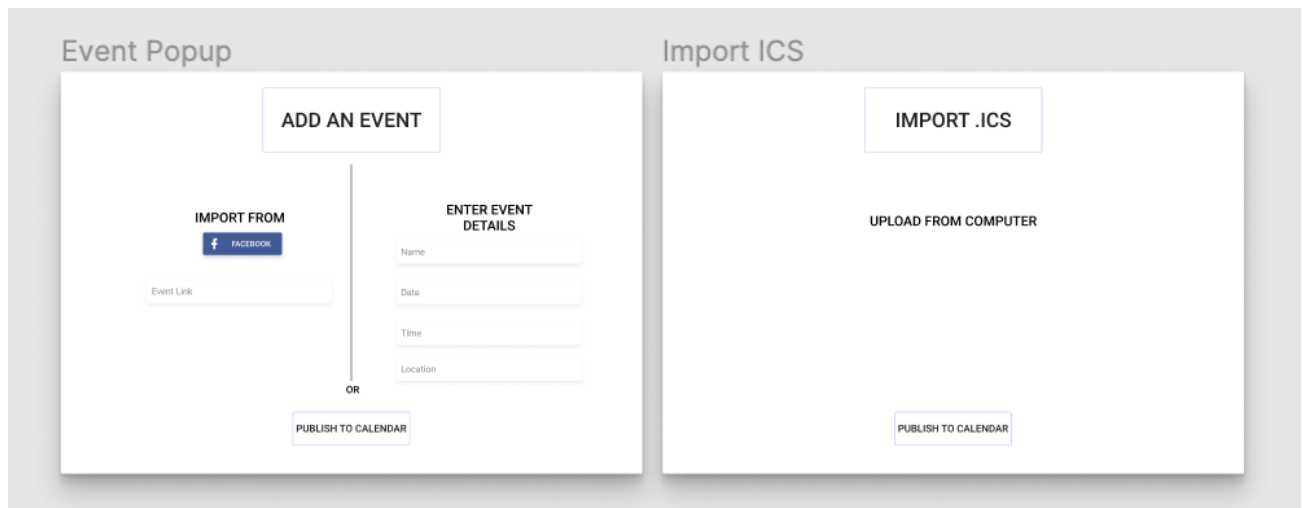 Event Popup
ADD AN EVENT
IMPORT FROM
FACEBOOK
Event Link
ENTER EVENT
DETAILS
Name
Date
Time
Location
OR
PUBLISH TO CALENDAR
Import ICS
IMPORT .ICS
UPLOAD FROM COMPUTER
PUBLISH TO CALENDAR